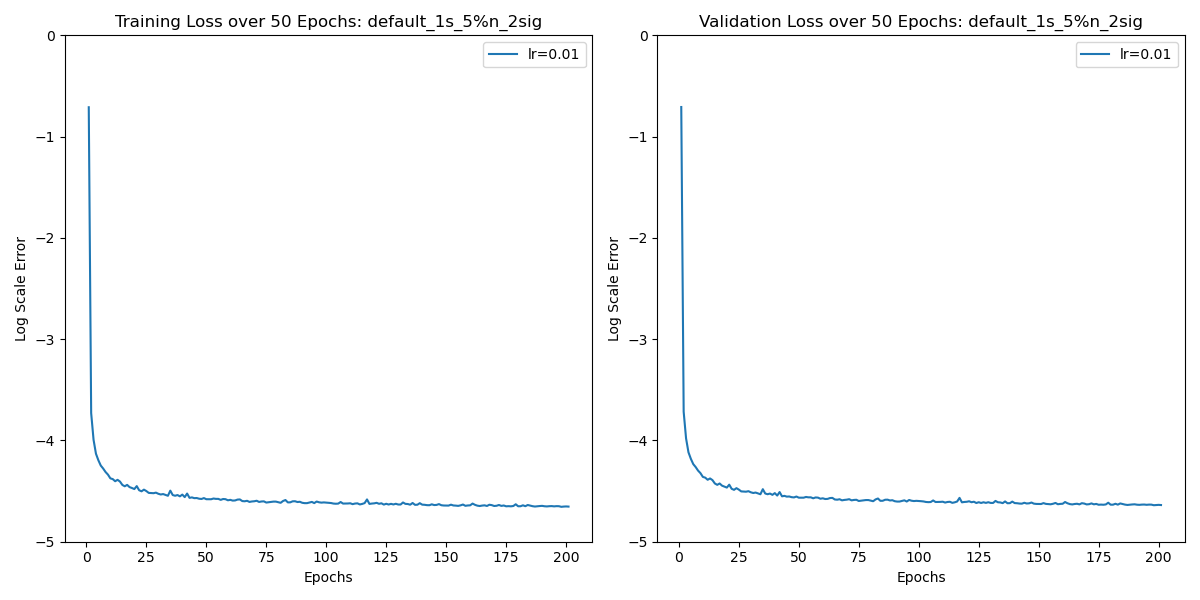 Training Loss over 50 Epochs: default_1s_5%n_2sig
lr=0.01
0
−1
−2
−3
−4
−5
Log Scale Error
0 25 50 75 100 125 150 175 200
Epochs
Validation Loss over 50 Epochs: default_1s_5%n_2sig
lr=0.01
0
−1
−2
−3
−4
−5
Log Scale Error
0 25 50 75 100 125 150 175 200
Epochs